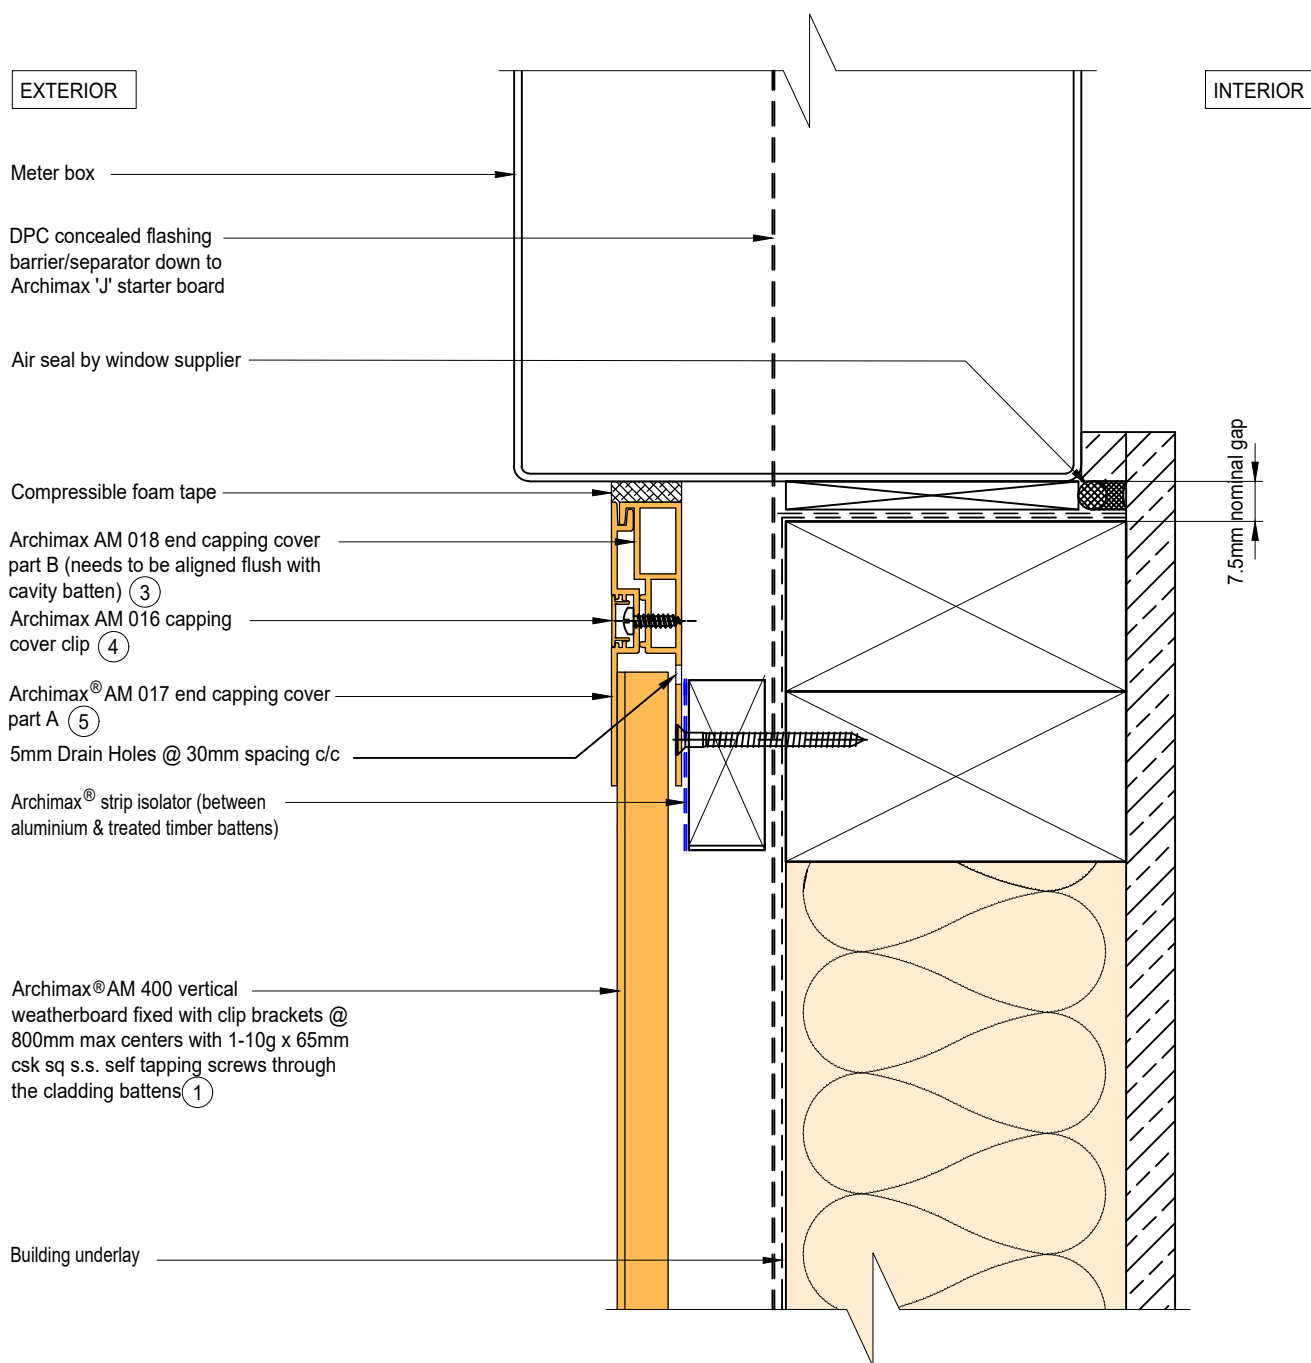 EXTERIOR
INTERIOR
Meter box
DPC concealed flashing
barrier/separator down to
Archimax 'J' starter board
Air seal by window supplier
7.5mm nominal gap
Compressible foam tape
Archimax AM 018 end capping cover
part B (needs to be aligned flush with
cavity batten) 3
Archimax AM 016 capping
cover clip 4
Archimax® AM 017 end capping cover
part A 5
5mm Drain Holes @ 30mm spacing c/c
Archimax® strip isolator (between
aluminium & treated timber battens)
Archimax® AM 400 vertical
weatherboard fixed with clip brackets @
800mm max centers with 1-10g x 65mm
csk sq s.s. self tapping screws through
the cladding battens 1
Building underlay